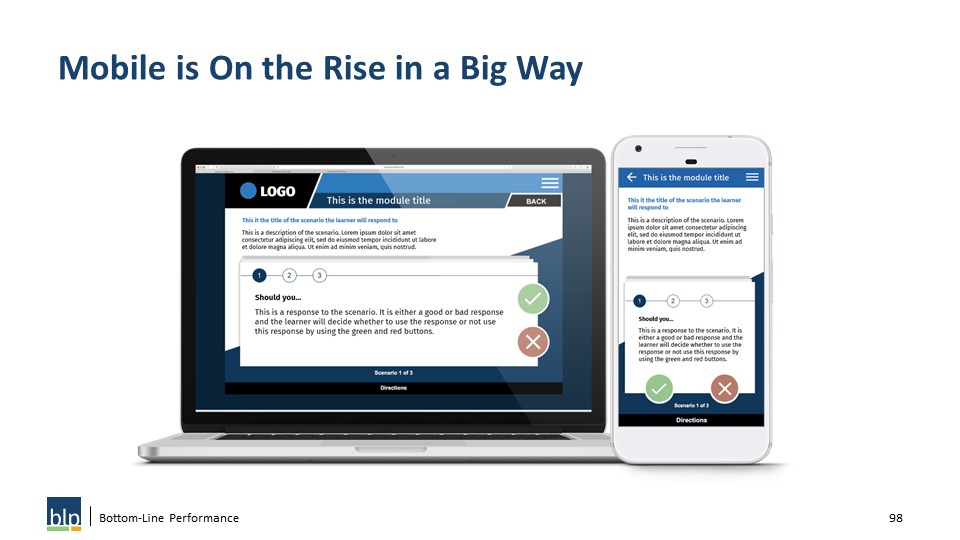 Mobile is On the Rise in a Big Way
LOGO
This is the module title
BACK
This it the title of the scenario the learner will respond to
This is a description of the scenario. Lorem ipsum dolor sit amet
consectetur adipiscing elit, sed do eiusmod tempor incididunt ut labore
et dolore magna aliqua. Ut enim ad minim veniam, quis nostrud.
1 2 3
Should you...
This is a response to the scenario. It is either a good or bad response
and the learner will decide whether to use the response or not use
this response by using the green and red buttons.
Scenario 1 of 3
Directions
This is the module title
This it the title of the scenario the learner
will respond to
This is a description of the scenario. Lorem
ipsum dolor sit amet consectetur adipiscing
elit, sed do eiusmod tempor incididunt ut
labore et dolore magna aliqua. Ut enim ad
minim veniam, quis nostrud.
1 2 3
Should you...
This is a response to the scenario. It is
either a good or bad response and the
learner will decide whether to use the
response or not use this response by
using the green and red buttons.
Scenario 1 of 3
Directions
blp
Bottom-Line Performance
98